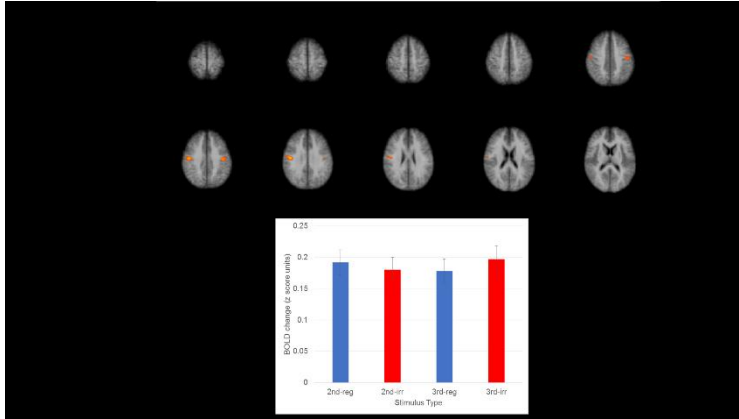 0.25
0.2
0.15
0.1
0.05
0
BOLD change (z score units)
2nd-reg 2nd-irr 3rd-reg 3rd-irr
Stimulus Type